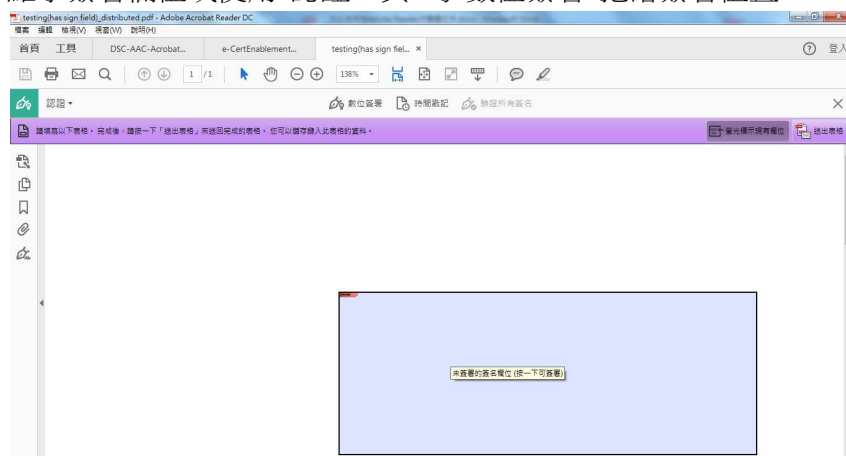 testing(has sign field)_distributed.pdf - Adobe Acrobat Reader DC
檔案 編輯 檢視(V) 視窗(W) 說明(H)
首頁 工具 DSC-AAC-Acrobat... e-CertEnablement... testing(has sign fiel... × ? 登入
1 /1 138%
認證 數位簽署 時間戳記 驗證所有簽名
請填寫以下表格。完成後，請按一下「送出表格」來送回完成的表格。您可以儲存鍵入此表格的資料。 螢光標示現有欄位 送出表格
未簽署的簽名欄位 (按一下可簽署)